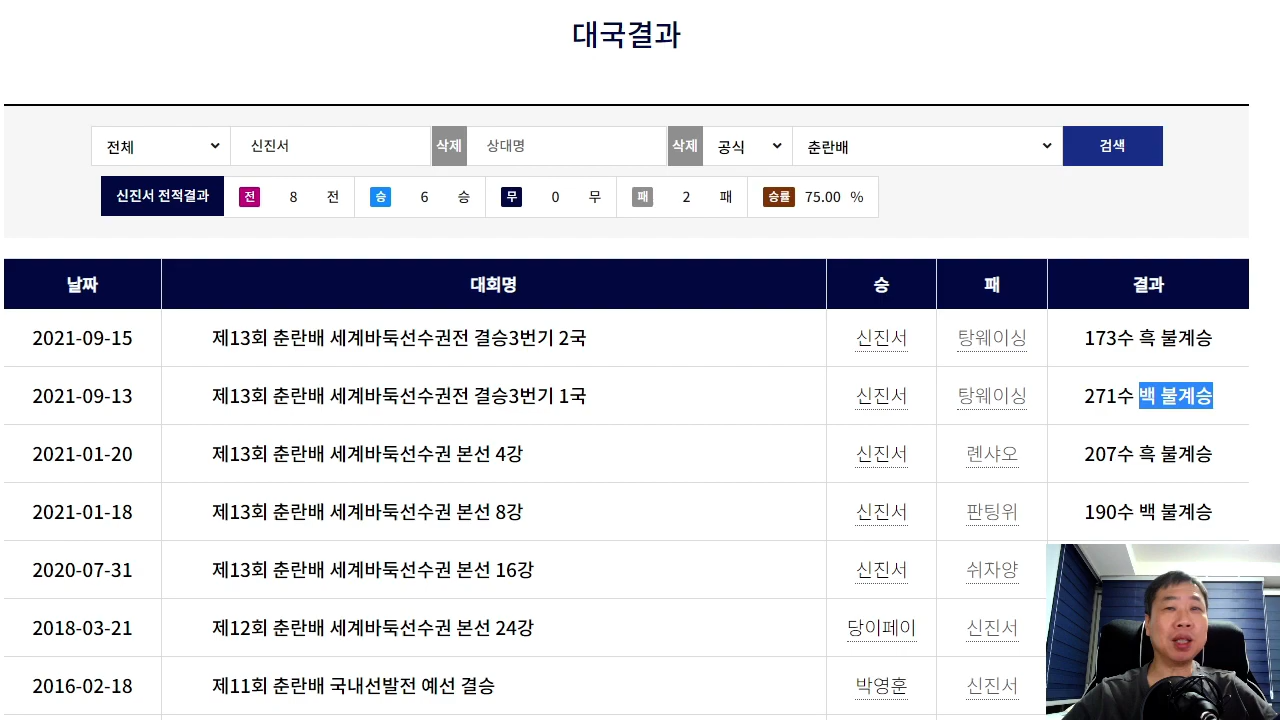 대국결과
전체 신진서 삭제 상대명 삭제 공식 춘란배 검색
신진서 전적결과 전 8 전 승 6 승 무 0 무 패 2 패 승률 75.00 %
날짜 대회명 승 패 결과
2021-09-15 제13회 춘란배 세계바둑선수권전 결승3번기 2국 신진서 탕웨이싱 173수 흑 불계승
2021-09-13 제13회 춘란배 세계바둑선수권전 결승3번기 1국 신진서 탕웨이싱 271수 백 불계승
2021-01-20 제13회 춘란배 세계바둑선수권 본선 4강 신진서 롄샤오 207수 흑 불계승
2021-01-18 제13회 춘란배 세계바둑선수권 본선 8강 신진서 판팅위 190수 백 불계승
2020-07-31 제13회 춘란배 세계바둑선수권 본선 16강 신진서 쉬자양
2018-03-21 제12회 춘란배 세계바둑선수권 본선 24강 당이페이 신진서
2016-02-18 제11회 춘란배 국내선발전 예선 결승 박영훈 신진서